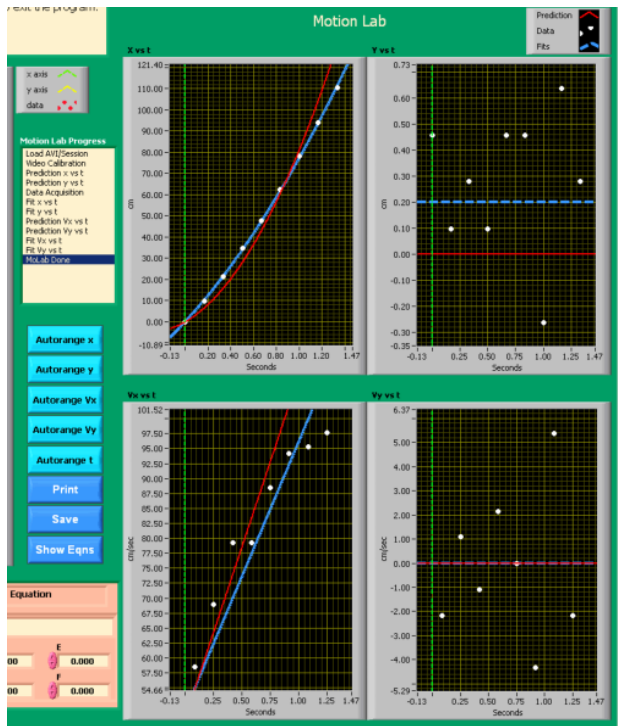 to exit the program.
Motion Lab
Prediction
Data
Fits
x axis
y axis
data
Motion Lab Progress
Load AVI/Session
Video Calibration
Prediction x vs t
Prediction y vs t
Data Acquisition
Fit x vs t
Fit y vs t
Prediction Vx vs t
Prediction Vy vs t
Fit Vx vs t
Fit Vy vs t
MoLab Done
Autorange x
Autorange y
Autorange Vx
Autorange Vy
Autorange t
Print
Save
Show Eqns
Equation
E
00 0.000
F
00 0.000
X vs t
121.40
110.00
100.00
90.00
80.00
70.00
60.00
50.00
40.00
30.00
20.00
10.00
0.00
-10.89
cm
-0.13 0.20 0.40 0.60 0.80 1.00 1.20 1.47
Seconds
Y vs t
0.73
0.60
0.50
0.40
0.30
0.20
0.10
0.00
-0.10
-0.20
-0.30
-0.35
cm
-0.13 0.25 0.50 0.75 1.00 1.47
Seconds
Vx vs t
101.52
97.50
95.00
92.50
90.00
87.50
85.00
82.50
80.00
77.50
75.00
72.50
70.00
67.50
65.00
62.50
60.00
57.50
54.66
cm/sec
-0.13 0.25 0.50 0.75 1.00 1.47
Seconds
Vy vs t
6.37
5.00
4.00
3.00
2.00
1.00
0.00
-1.00
-2.00
-3.00
-4.00
-5.29
cm/sec
-0.13 0.25 0.50 0.75 1.00 1.47
Seconds